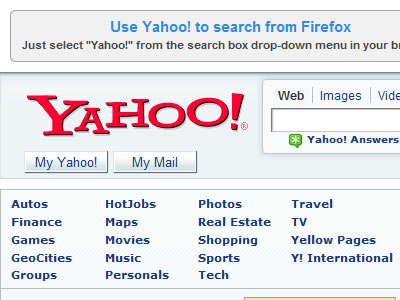 Use Yahoo! to search from Firefox
Just select "Yahoo!" from the search box drop-down menu in your br
YAHOO!®
Web Images Vide
Yahoo! Answers
My Yahoo! My Mail
Autos HotJobs Photos Travel
Finance Maps Real Estate TV
Games Movies Shopping Yellow Pages
GeoCities Music Sports Y! International
Groups Personals Tech